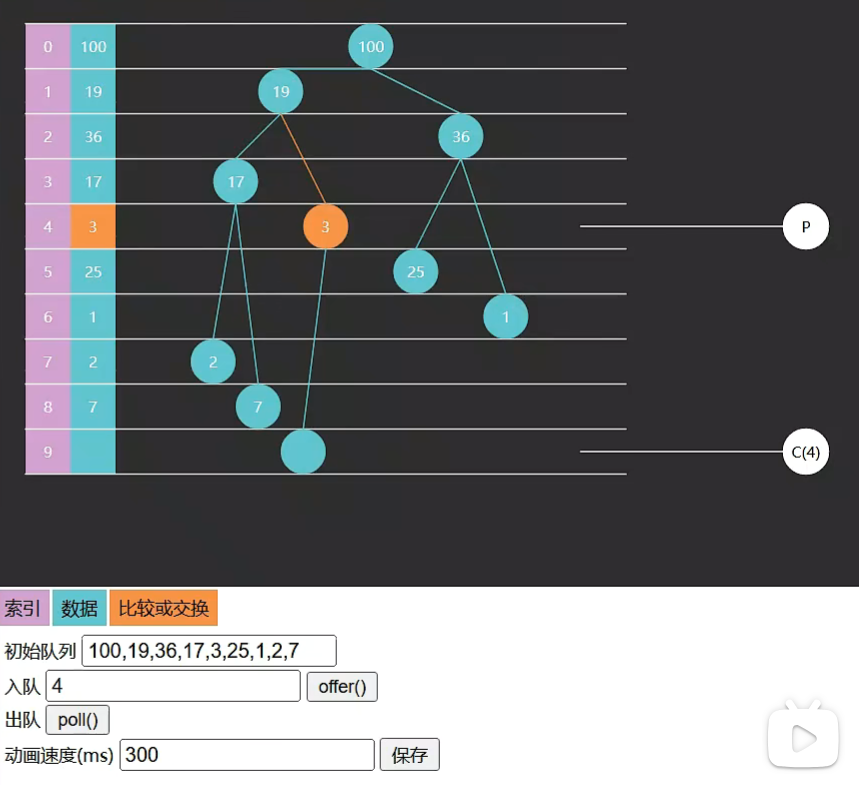 0 100 100
1 19 19
2 36 36
3 17 17
4 3 3 P
5 25 25
6 1 1
7 2 2
8 7 7
9 C(4)
索引 数据 比较或交换
初始队列 100,19,36,17,3,25,1,2,7
入队 4 offer()
出队 poll()
动画速度(ms) 300 保存